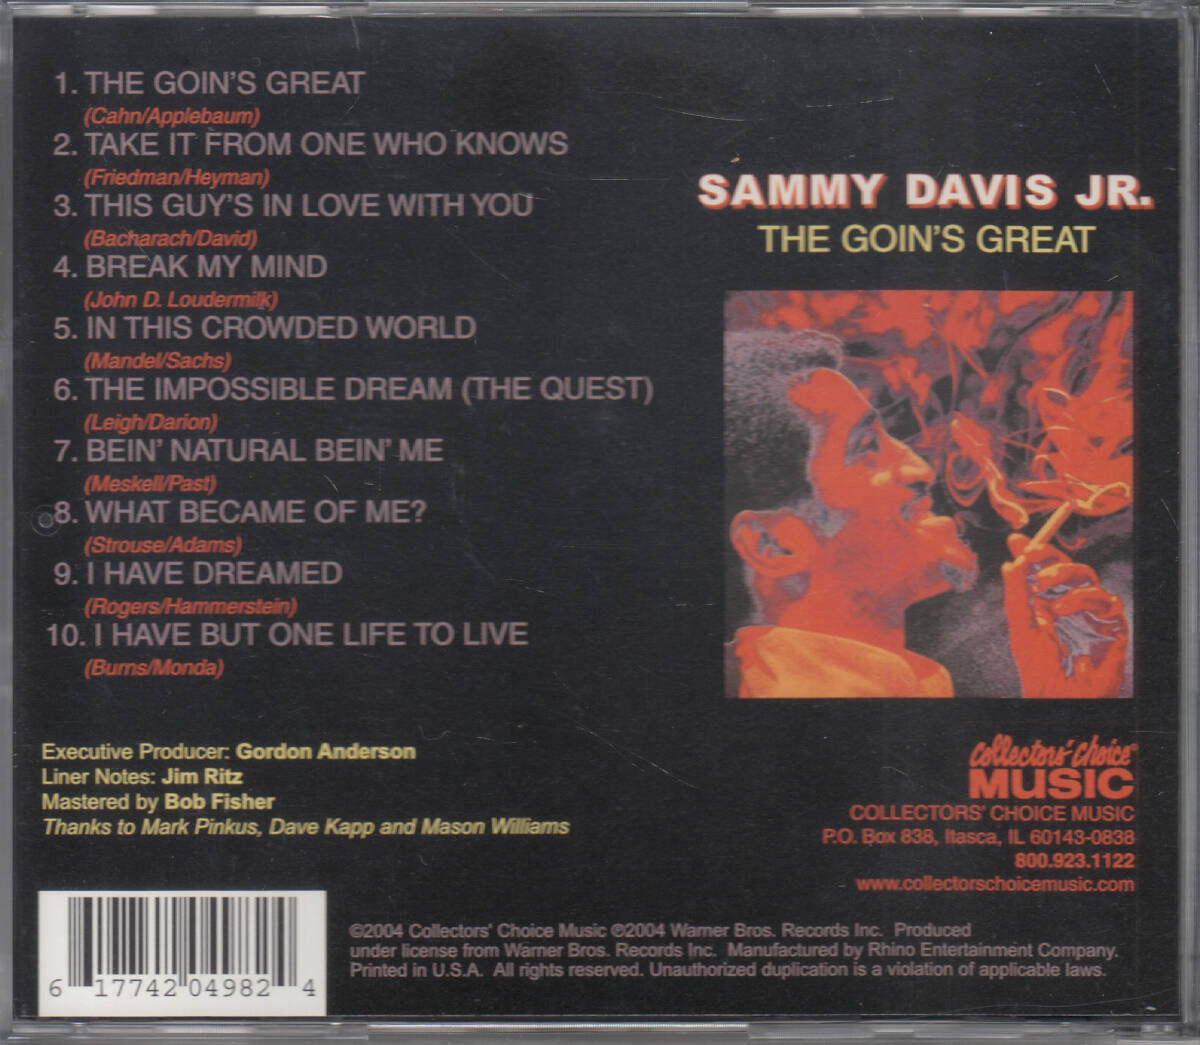 1. THE GOIN'S GREAT
(Cahn/Applebaum)
2. TAKE IT FROM ONE WHO KNOWS
(Friedman/Heyman)
3. THIS GUY'S IN LOVE WITH YOU
(Bacharach/David)
4. BREAK MY MIND
(John D. Loudermilk)
5. IN THIS CROWDED WORLD
(Mandel/Sachs)
6. THE IMPOSSIBLE DREAM (THE QUEST)
(Leigh/Darion)
7. BEIN' NATURAL BEIN' ME
(Meskell/Past)
8. WHAT BECAME OF ME?
(Strouse/Adams)
9. I HAVE DREAMED
(Rogers/Hammerstein)
10. I HAVE BUT ONE LIFE TO LIVE
(Burns/Monda)
SAMMY DAVIS JR.
THE GOIN'S GREAT
Executive Producer: Gordon Anderson
Liner Notes: Jim Ritz
Mastered by Bob Fisher
Thanks to Mark Pinkus, Dave Kapp and Mason Williams
Collectors' Choice®
MUSIC
COLLECTORS' CHOICE MUSIC
P.O. Box 838, Itasca, IL 60143-0838
800.923.1122
www.collectorschoicemusic.com
©2004 Collectors' Choice Music ℗2004 Warner Bros. Records Inc. Produced
under license from Warner Bros. Records Inc. Manufactured by Rhino Entertainment Company.
Printed in U.S.A. All rights reserved. Unauthorized duplication is a violation of applicable laws.
6 17742 04982 4